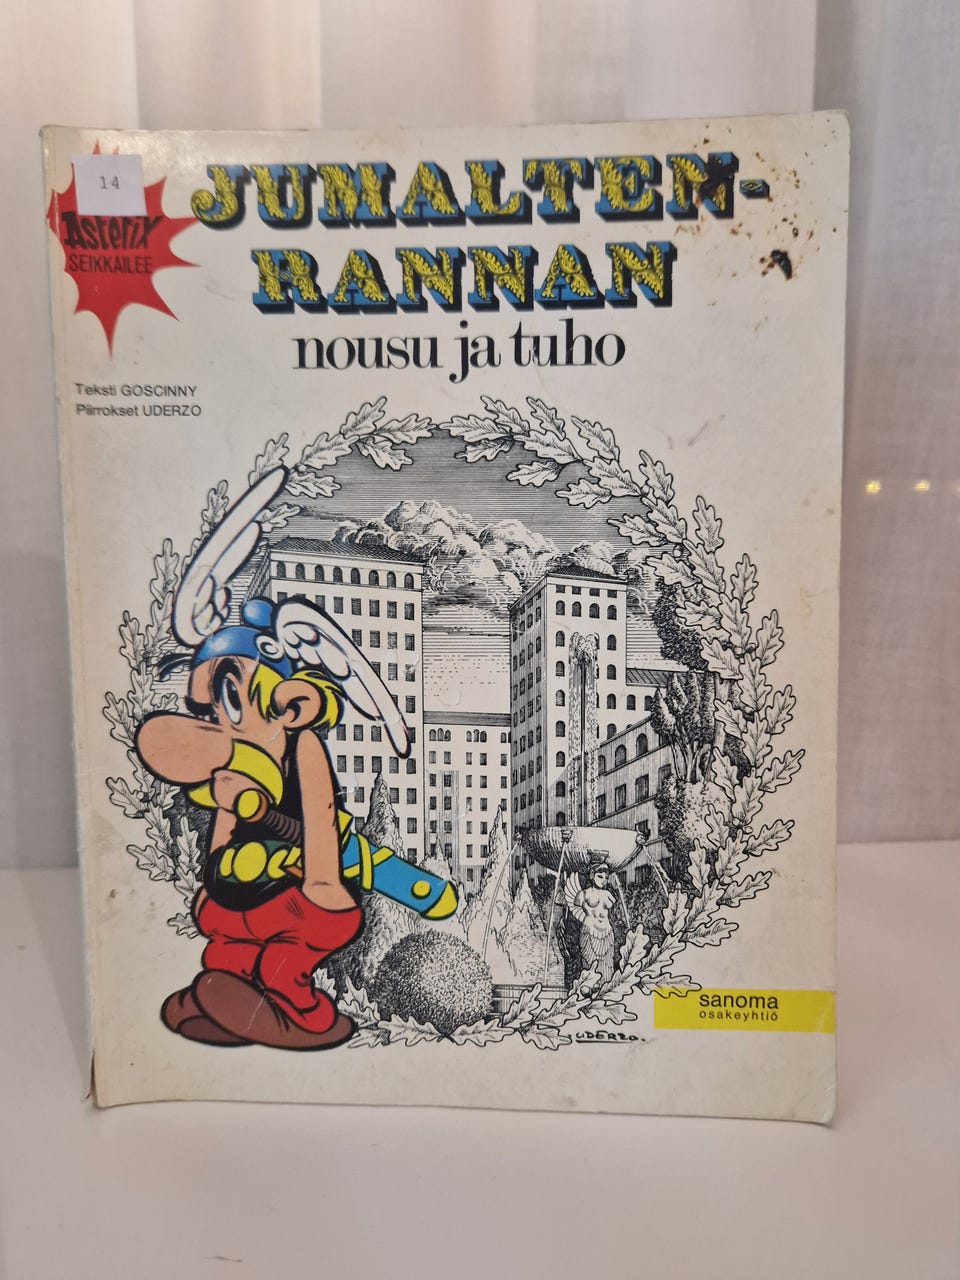 14
Asterix
SEIKKAILEE
JUMALTEN-
RANNAN
nousu ja tuho
Teksti GOSCINNY
Piirrokset UDERZO
UDERZO.
sanoma
osakeyhtiö